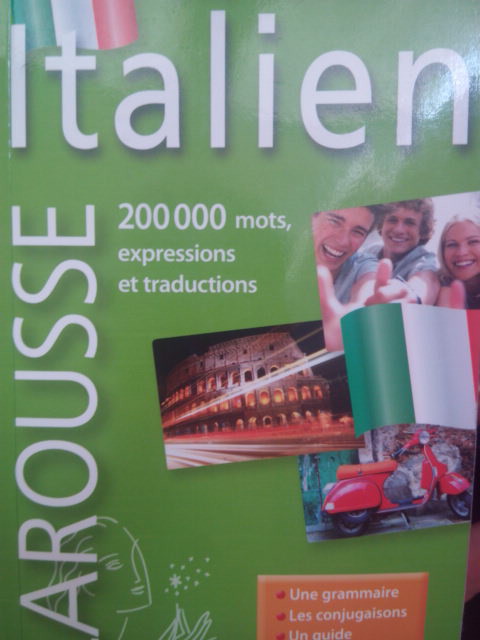 Italien
AROUSSE
200 000 mots,
expressions
et traductions
Une grammaire
Les conjugaisons
Un guide